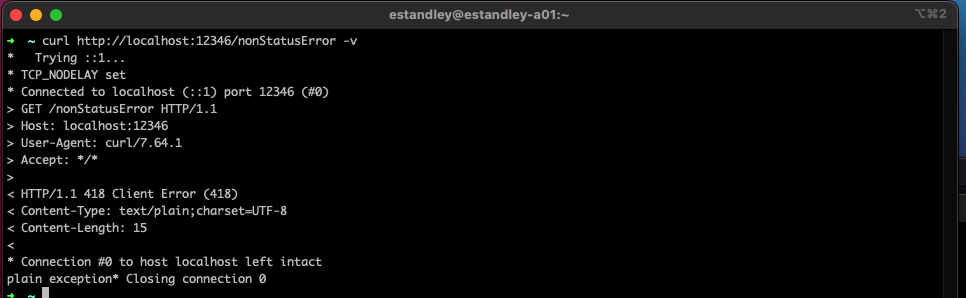 estandley@estandley-a01:~
⌥⌘2
➜  ~ curl http://localhost:12346/nonStatusError -v
*   Trying ::1...
* TCP_NODELAY set
* Connected to localhost (::1) port 12346 (#0)
> GET /nonStatusError HTTP/1.1
> Host: localhost:12346
> User-Agent: curl/7.64.1
> Accept: */*
>
< HTTP/1.1 418 Client Error (418)
< Content-Type: text/plain;charset=UTF-8
< Content-Length: 15
<
* Connection #0 to host localhost left intact
plain exception* Closing connection 0
➜  ~